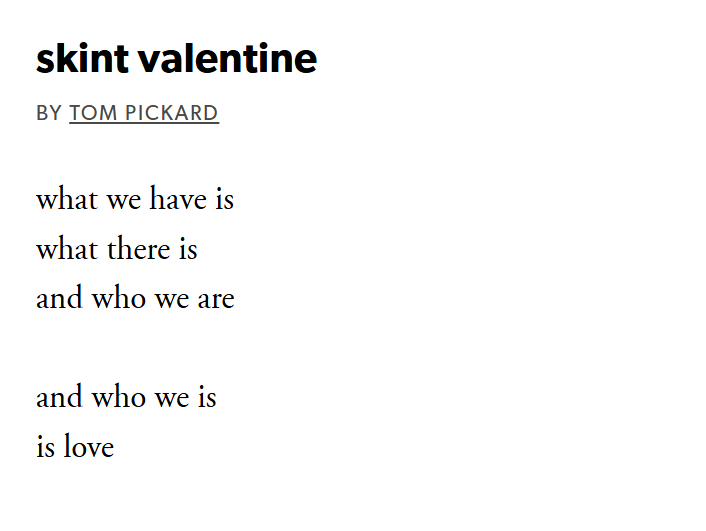 skint valentine
BY TOM PICKARD
what we have is
what there is
and who we are
and who we is
is love